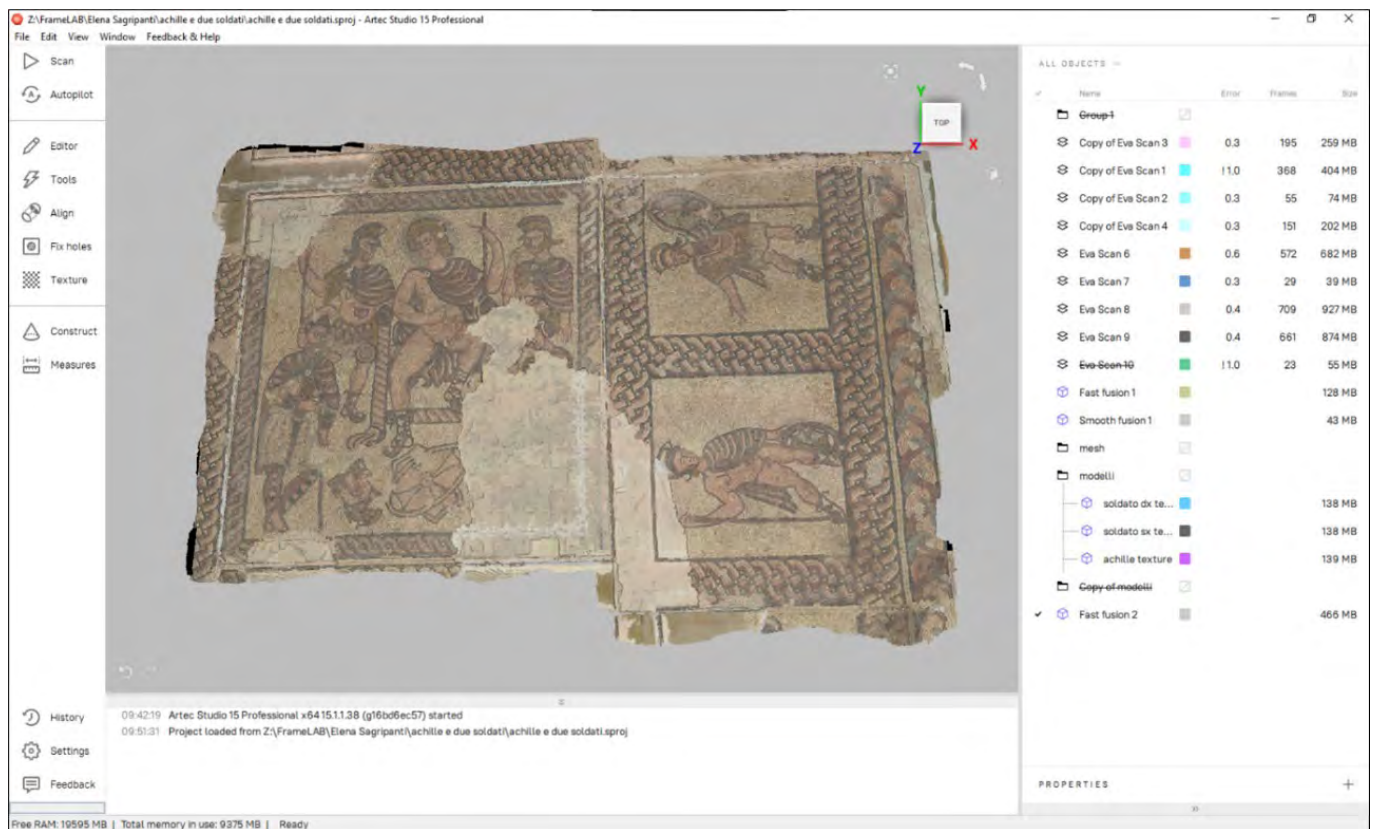 Z:\FrameLAB\Elena Sagripanti\achille e due soldati\achille e due soldati.sproj - Artec Studio 15 Professional
File Edit View Window Feedback & Help
Scan
Autopilot
Editor
Tools
Align
Fix holes
Texture
Construct
Measures
History
Settings
Feedback
Y
TOP
Z
X
ALL OBJECTS
Name Error Frames Size
Group 1
Copy of Eva Scan 3 0.3 195 259 MB
Copy of Eva Scan 1 !1.0 368 404 MB
Copy of Eva Scan 2 0.3 55 74 MB
Copy of Eva Scan 4 0.3 151 202 MB
Eva Scan 6 0.6 572 682 MB
Eva Scan 7 0.3 29 39 MB
Eva Scan 8 0.4 709 927 MB
Eva Scan 9 0.4 661 874 MB
Eva Scan 10 !1.0 23 55 MB
Fast fusion 1 128 MB
Smooth fusion 1 43 MB
mesh
modelli
soldato dx te... 138 MB
soldato sx te... 138 MB
achille texture 139 MB
Copy of modelli
Fast fusion 2 466 MB
PROPERTIES
09:42:19 Artec Studio 15 Professional x64 15.1.1.38 (g16bd6ec57) started
09:51:31 Project loaded from Z:\FrameLAB\Elena Sagripanti\achille e due soldati\achille e due soldati.sproj
Free RAM: 19595 MB | Total memory in use: 9375 MB | Ready